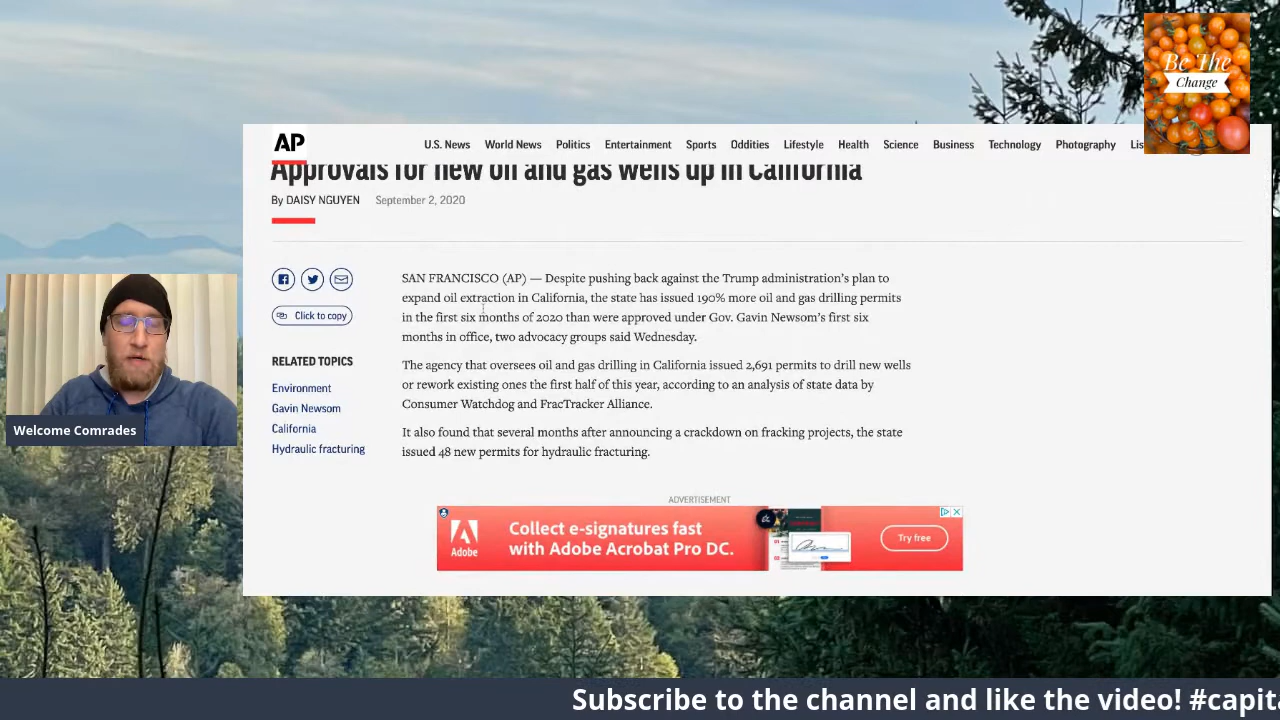 Be The
Change
AP
U.S. News World News Politics Entertainment Sports Oddities Lifestyle Health Science Business Technology Photography Lis
Approvals for new oil and gas wells up in California
By DAISY NGUYEN September 2, 2020
SAN FRANCISCO (AP) — Despite pushing back against the Trump administration's plan to
expand oil extraction in California, the state has issued 190% more oil and gas drilling permits
in the first six months of 2020 than were approved under Gov. Gavin Newsom's first six
months in office, two advocacy groups said Wednesday.
Click to copy
The agency that oversees oil and gas drilling in California issued 2,691 permits to drill new wells
or rework existing ones the first half of this year, according to an analysis of state data by
Consumer Watchdog and FracTracker Alliance.
It also found that several months after announcing a crackdown on fracking projects, the state
issued 48 new permits for hydraulic fracturing.
RELATED TOPICS
Environment
Gavin Newsom
California
Hydraulic fracturing
Welcome Comrades
ADVERTISEMENT
Adobe
Collect e-signatures fast
with Adobe Acrobat Pro DC.
Try free
Subscribe to the channel and like the video! #capit